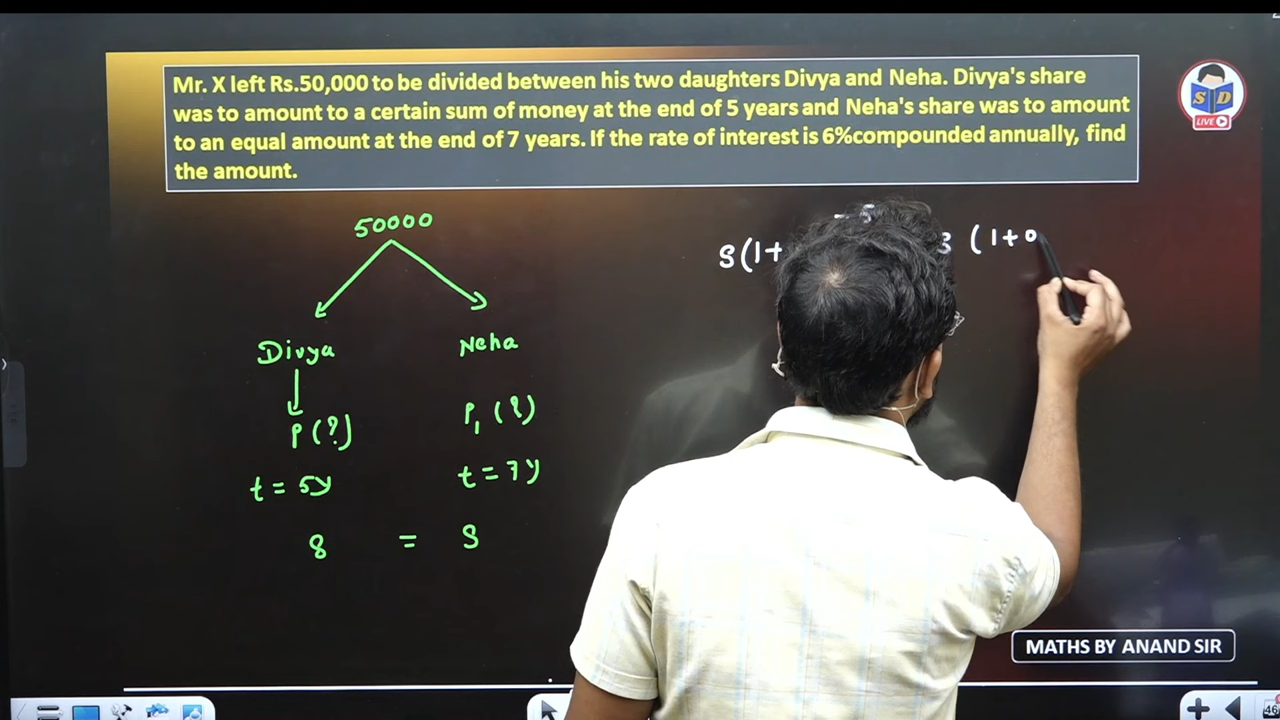 Mr. X left Rs.50,000 to be divided between his two daughters Divya and Neha. Divya's share
was to amount to a certain sum of money at the end of 5 years and Neha's share was to amount
to an equal amount at the end of 7 years. If the rate of interest is 6%compounded annually, find
the amount.
S D
LIVE
50000
S(1+
(1+0
Divya
Neha
P(?)
P₁(?)
t = 5y
t = 7y
S = S
MATHS BY ANAND SIR
46